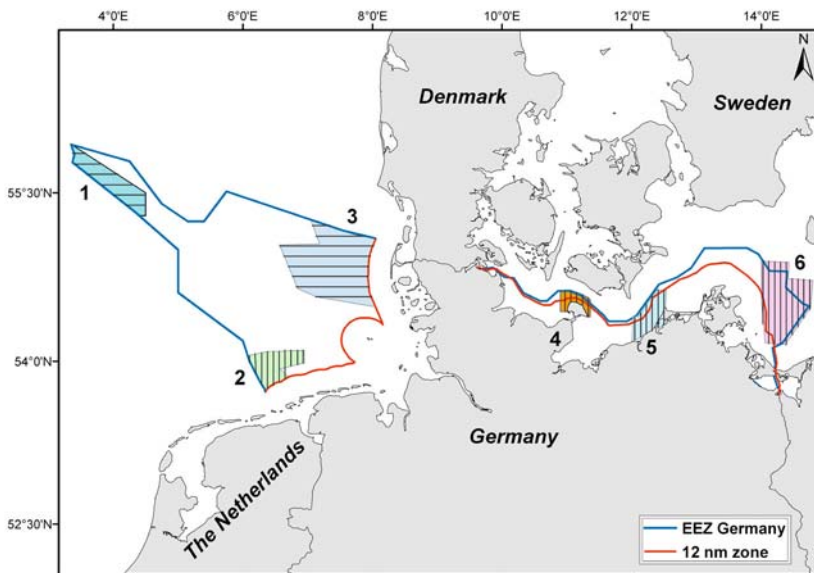 4°0'E 6°0'E 8°0'E 10°0'E 12°0'E 14°0'E
N
Denmark
Sweden
1
55°30'N
3
6
4
5
54°0'N
2
Germany
The Netherlands
52°30'N
EEZ Germany
12 nm zone